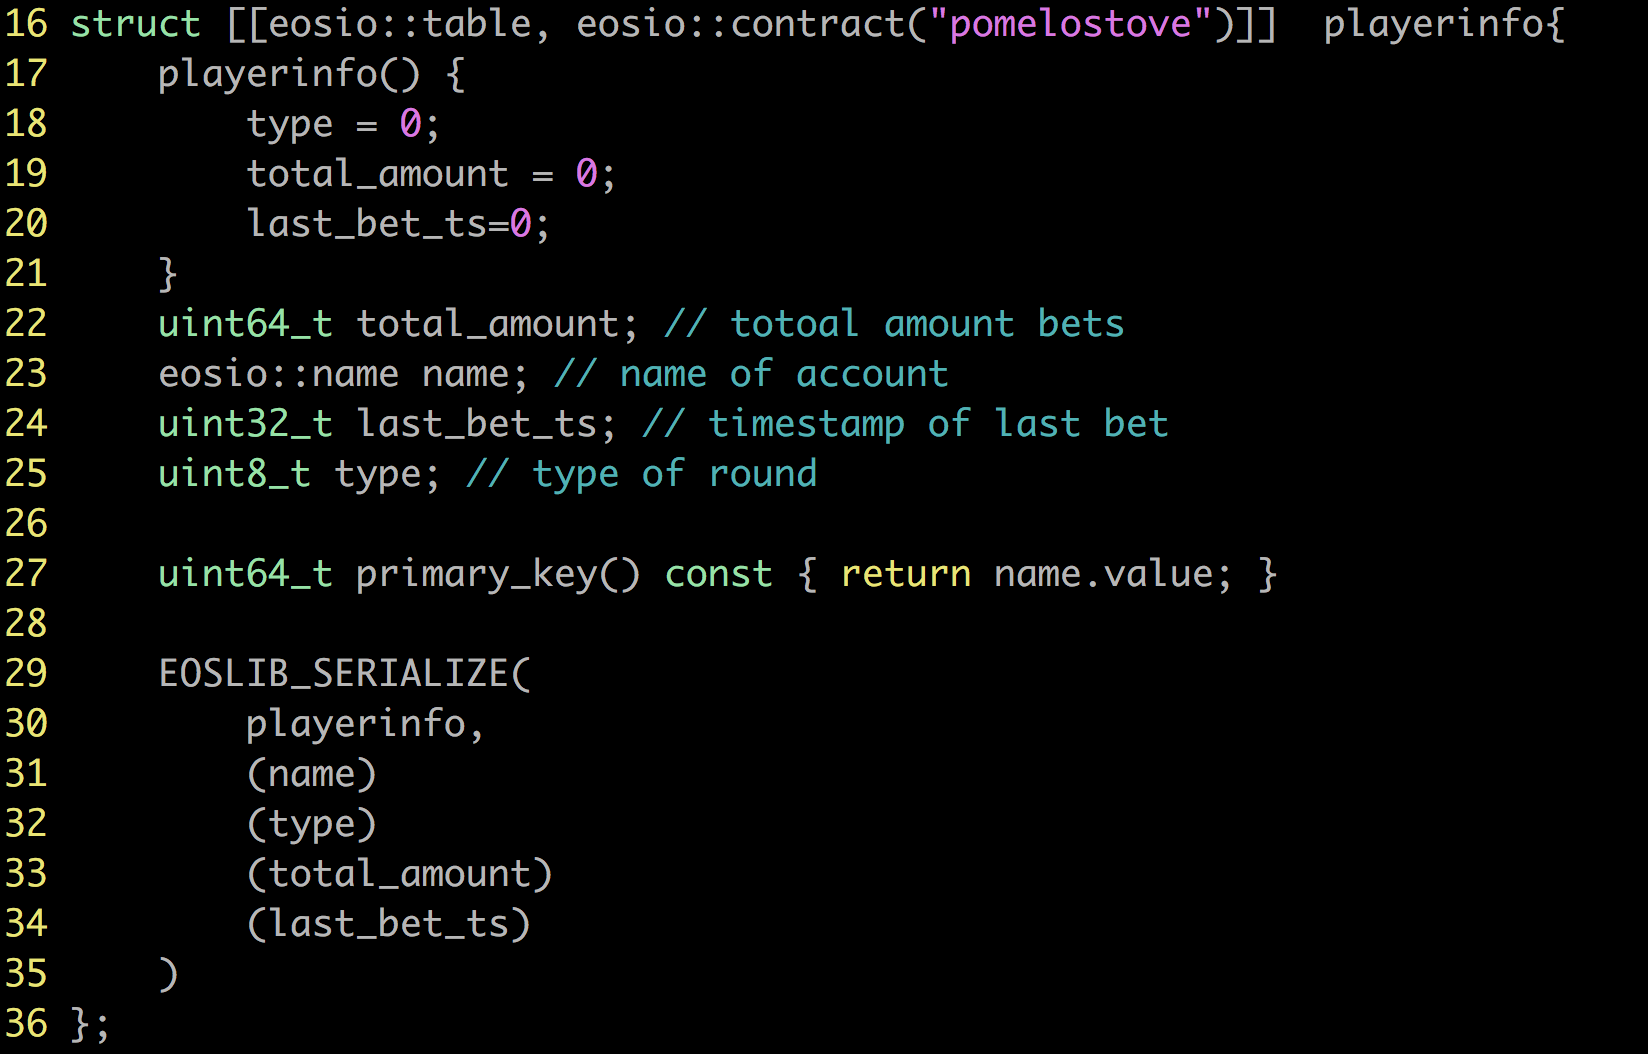 16 struct [[eosio::table, eosio::contract("pomelostove")]]  playerinfo{
17     playerinfo() {
18         type = 0;
19         total_amount = 0;
20         last_bet_ts=0;
21     }
22     uint64_t total_amount; // totoal amount bets
23     eosio::name name; // name of account
24     uint32_t last_bet_ts; // timestamp of last bet
25     uint8_t type; // type of round
26
27     uint64_t primary_key() const { return name.value; }
28
29     EOSLIB_SERIALIZE(
30         playerinfo,
31         (name)
32         (type)
33         (total_amount)
34         (last_bet_ts)
35     )
36 };